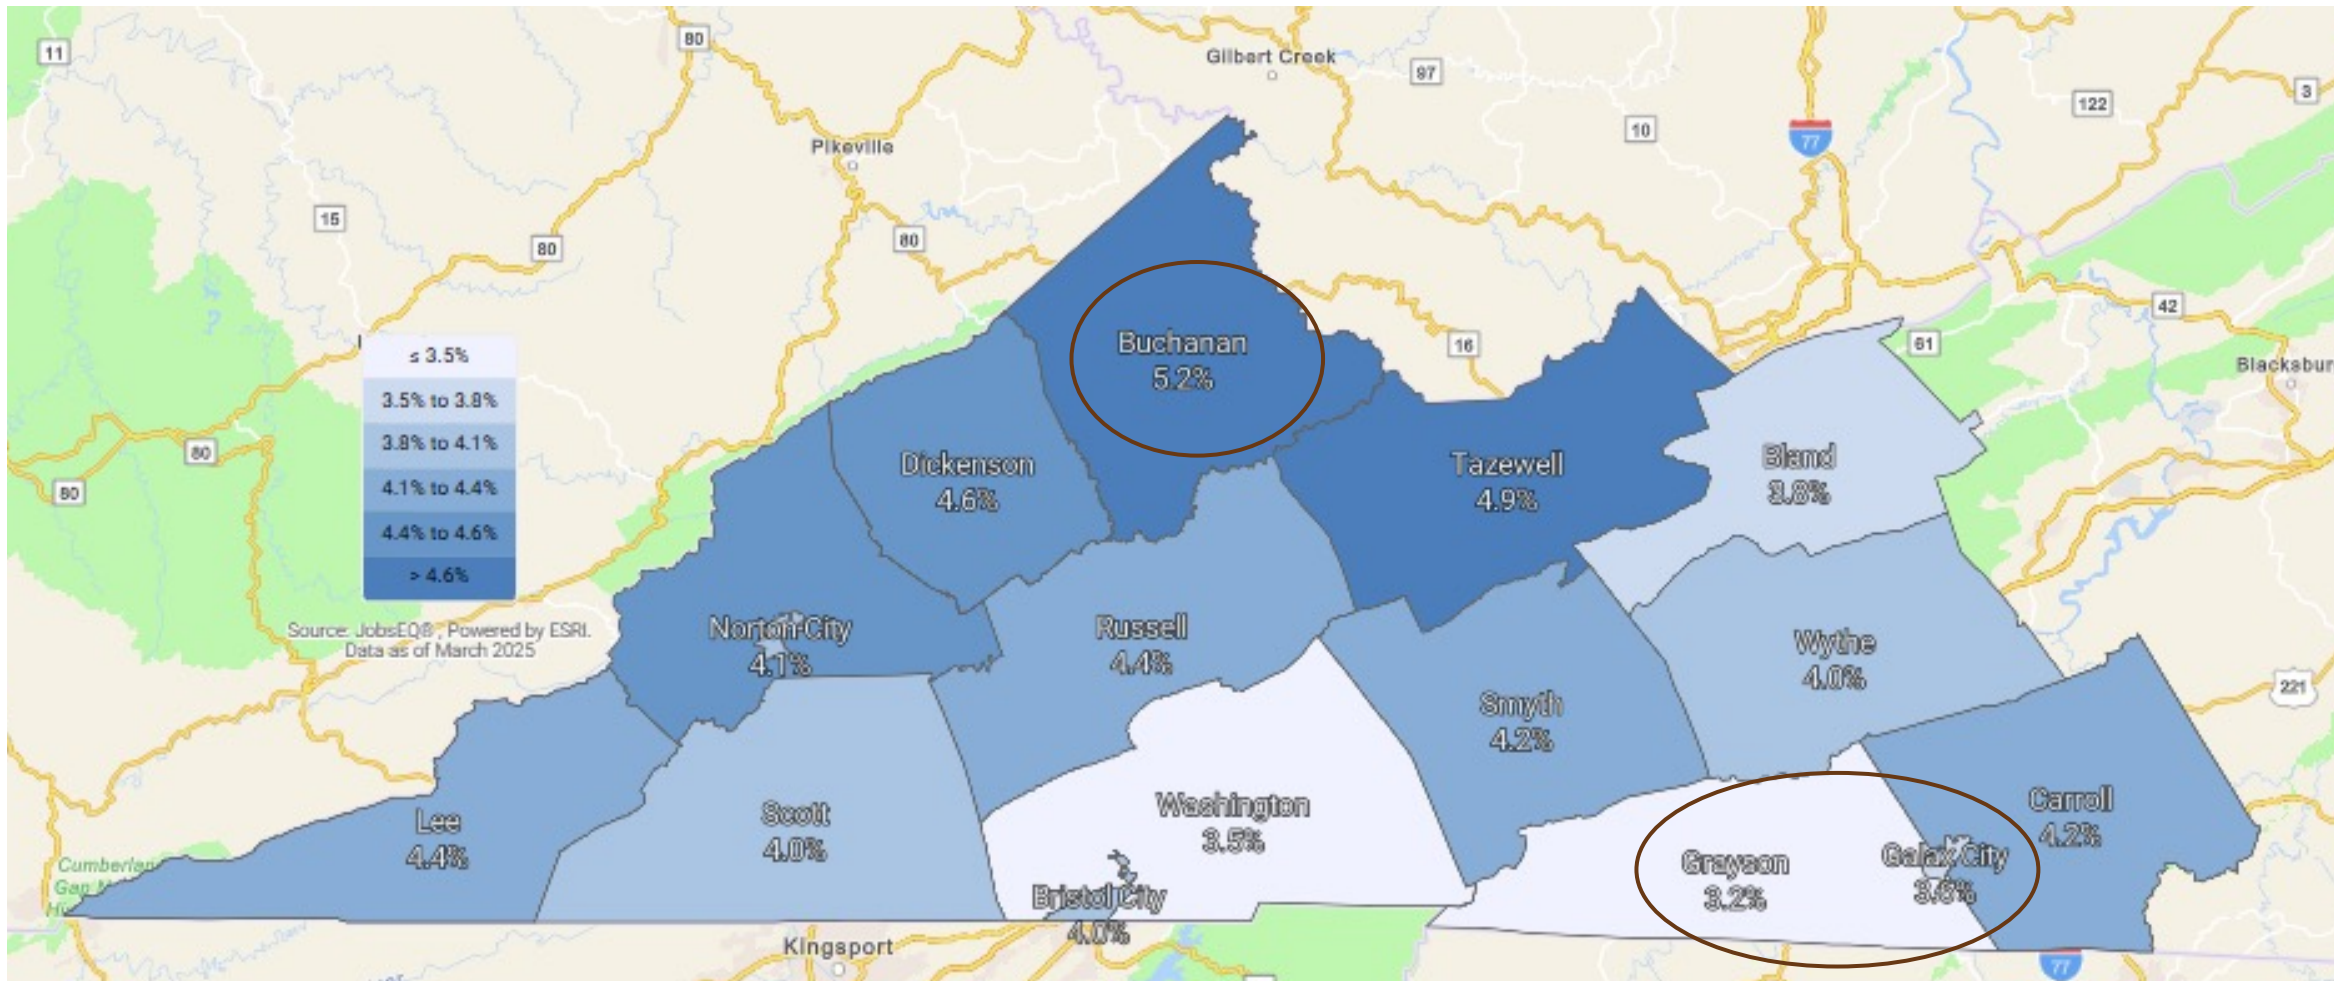 11
80
Gilbert Creek
97
3
122
10
77
Pikeville
15
80
80
42
Buchanan
5.2%
16
61
Blacksbur
≤ 3.5%
3.5% to 3.8%
3.8% to 4.1%
4.1% to 4.4%
4.4% to 4.6%
> 4.6%
80
80
Dickenson
4.6%
Tazewell
4.9%
Bland
3.8%
Source: JobsEQ® , Powered by ESRI.
Data as of March 2025
Norton City
4.1%
Russell
4.4%
Wythe
4.0%
221
Smyth
4.2%
Lee
4.4%
Scott
4.0%
Washington
3.5%
Carroll
4.2%
Grayson
3.2%
Galax City
Bristol City
4.0%
Cumberlan
Gap
Kingsport
77